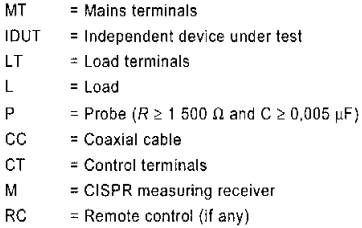 MT = Mains terminals
IDUT = Independent device under test
LT = Load terminals
L = Load
P = Probe (R ≥ 1 500 Ω and C ≥ 0,005 μF)
CC = Coaxial cable
CT = Control terminals
M = CISPR measuring receiver
RC = Remote control (if any)